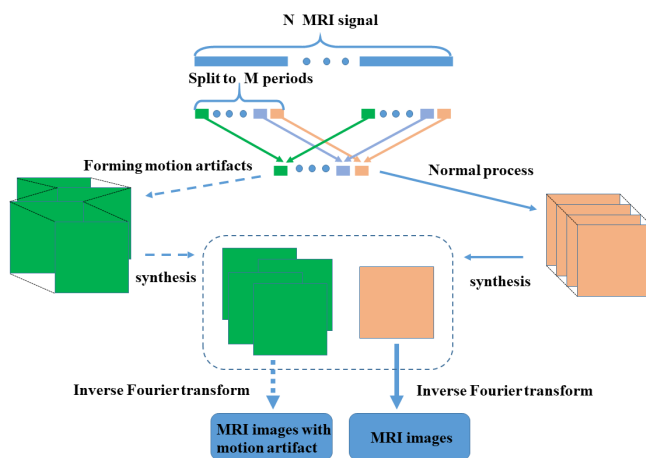 N MRI signal
Split to M periods
Forming motion artifacts
Normal process
synthesis
synthesis
Inverse Fourier transform
Inverse Fourier transform
MRI images with
motion artifact
MRI images